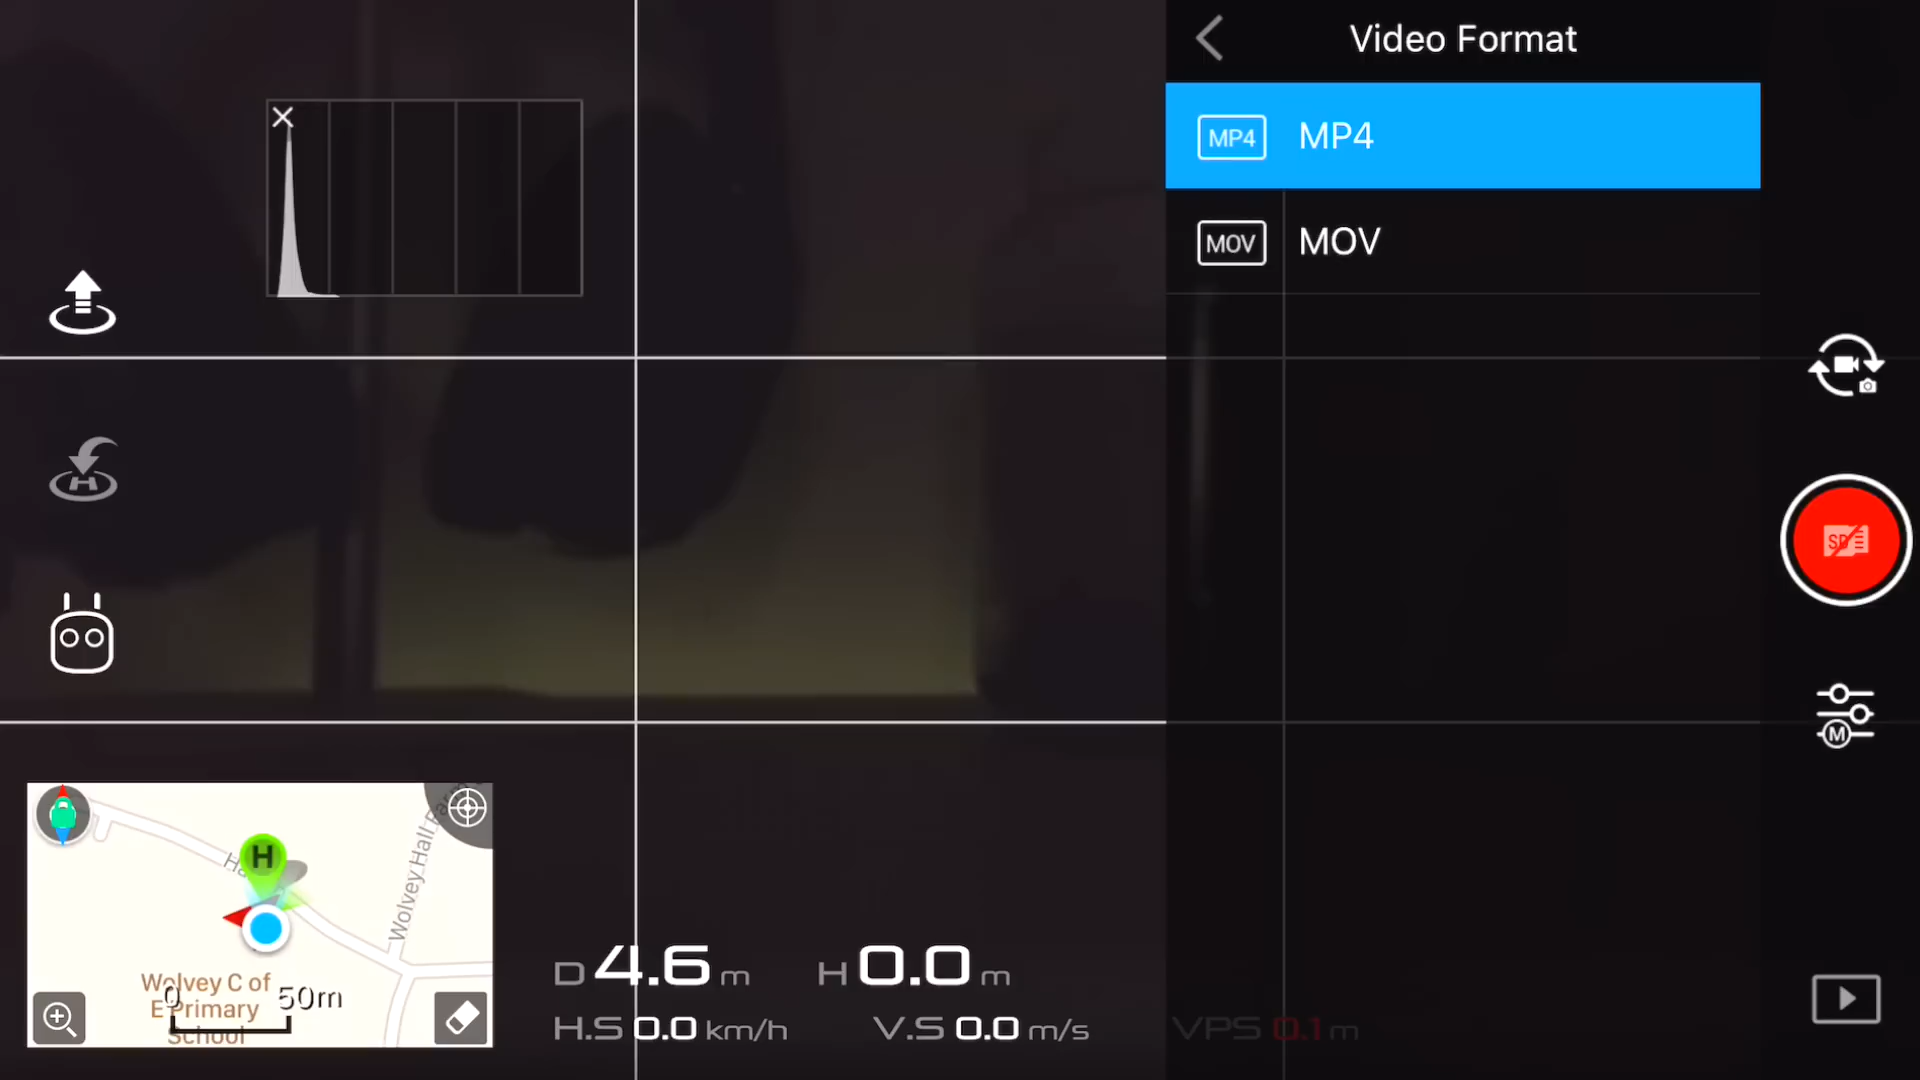 Video Format
MP4 MP4
MOV MOV
SD
M
H
H
Wolvey Hall Farm
Wolvey C of
E Primary
School
0 50m
D 4.6 m H 0.0 m
H.S 0.0 km/h V.S 0.0 m/s VPS 0.1 m